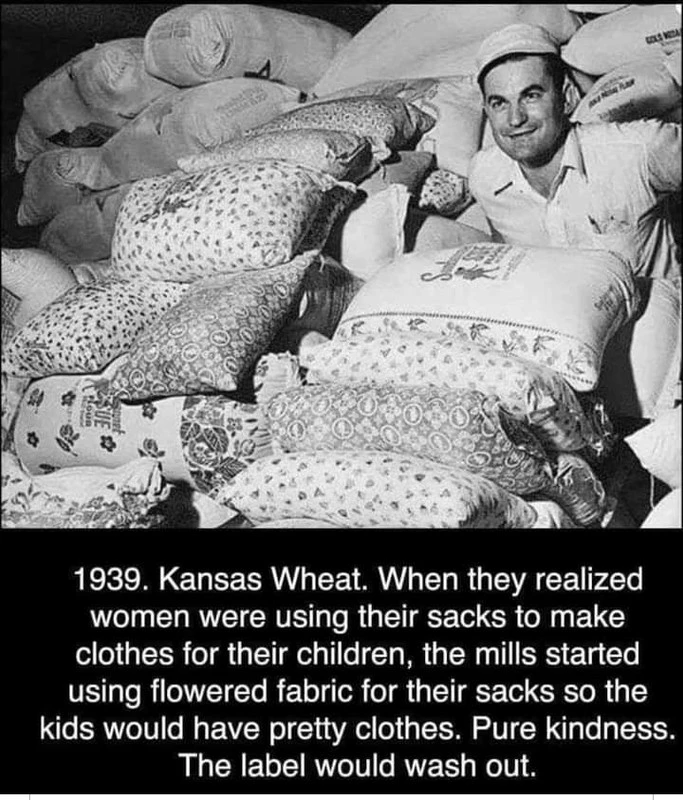 GOLD MEDAL
1939. Kansas Wheat. When they realized
women were using their sacks to make
clothes for their children, the mills started
using flowered fabric for their sacks so the
kids would have pretty clothes. Pure kindness.
The label would wash out.